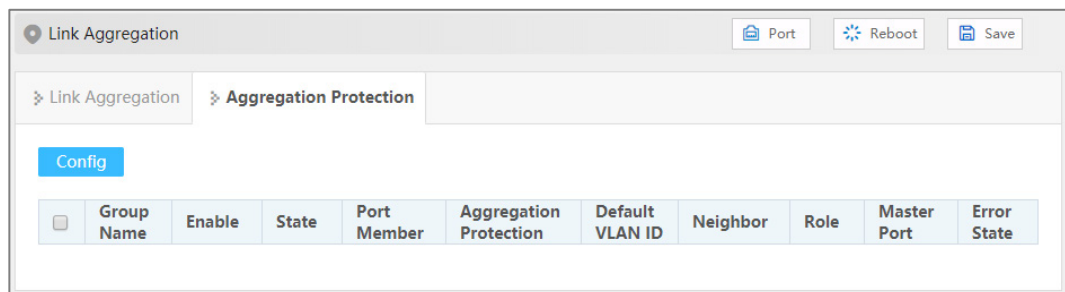 Link Aggregation
Port
Reboot
Save
Link Aggregation
Aggregation Protection
Config
Group Name
Enable
State
Port Member
Aggregation Protection
Default VLAN ID
Neighbor
Role
Master Port
Error State